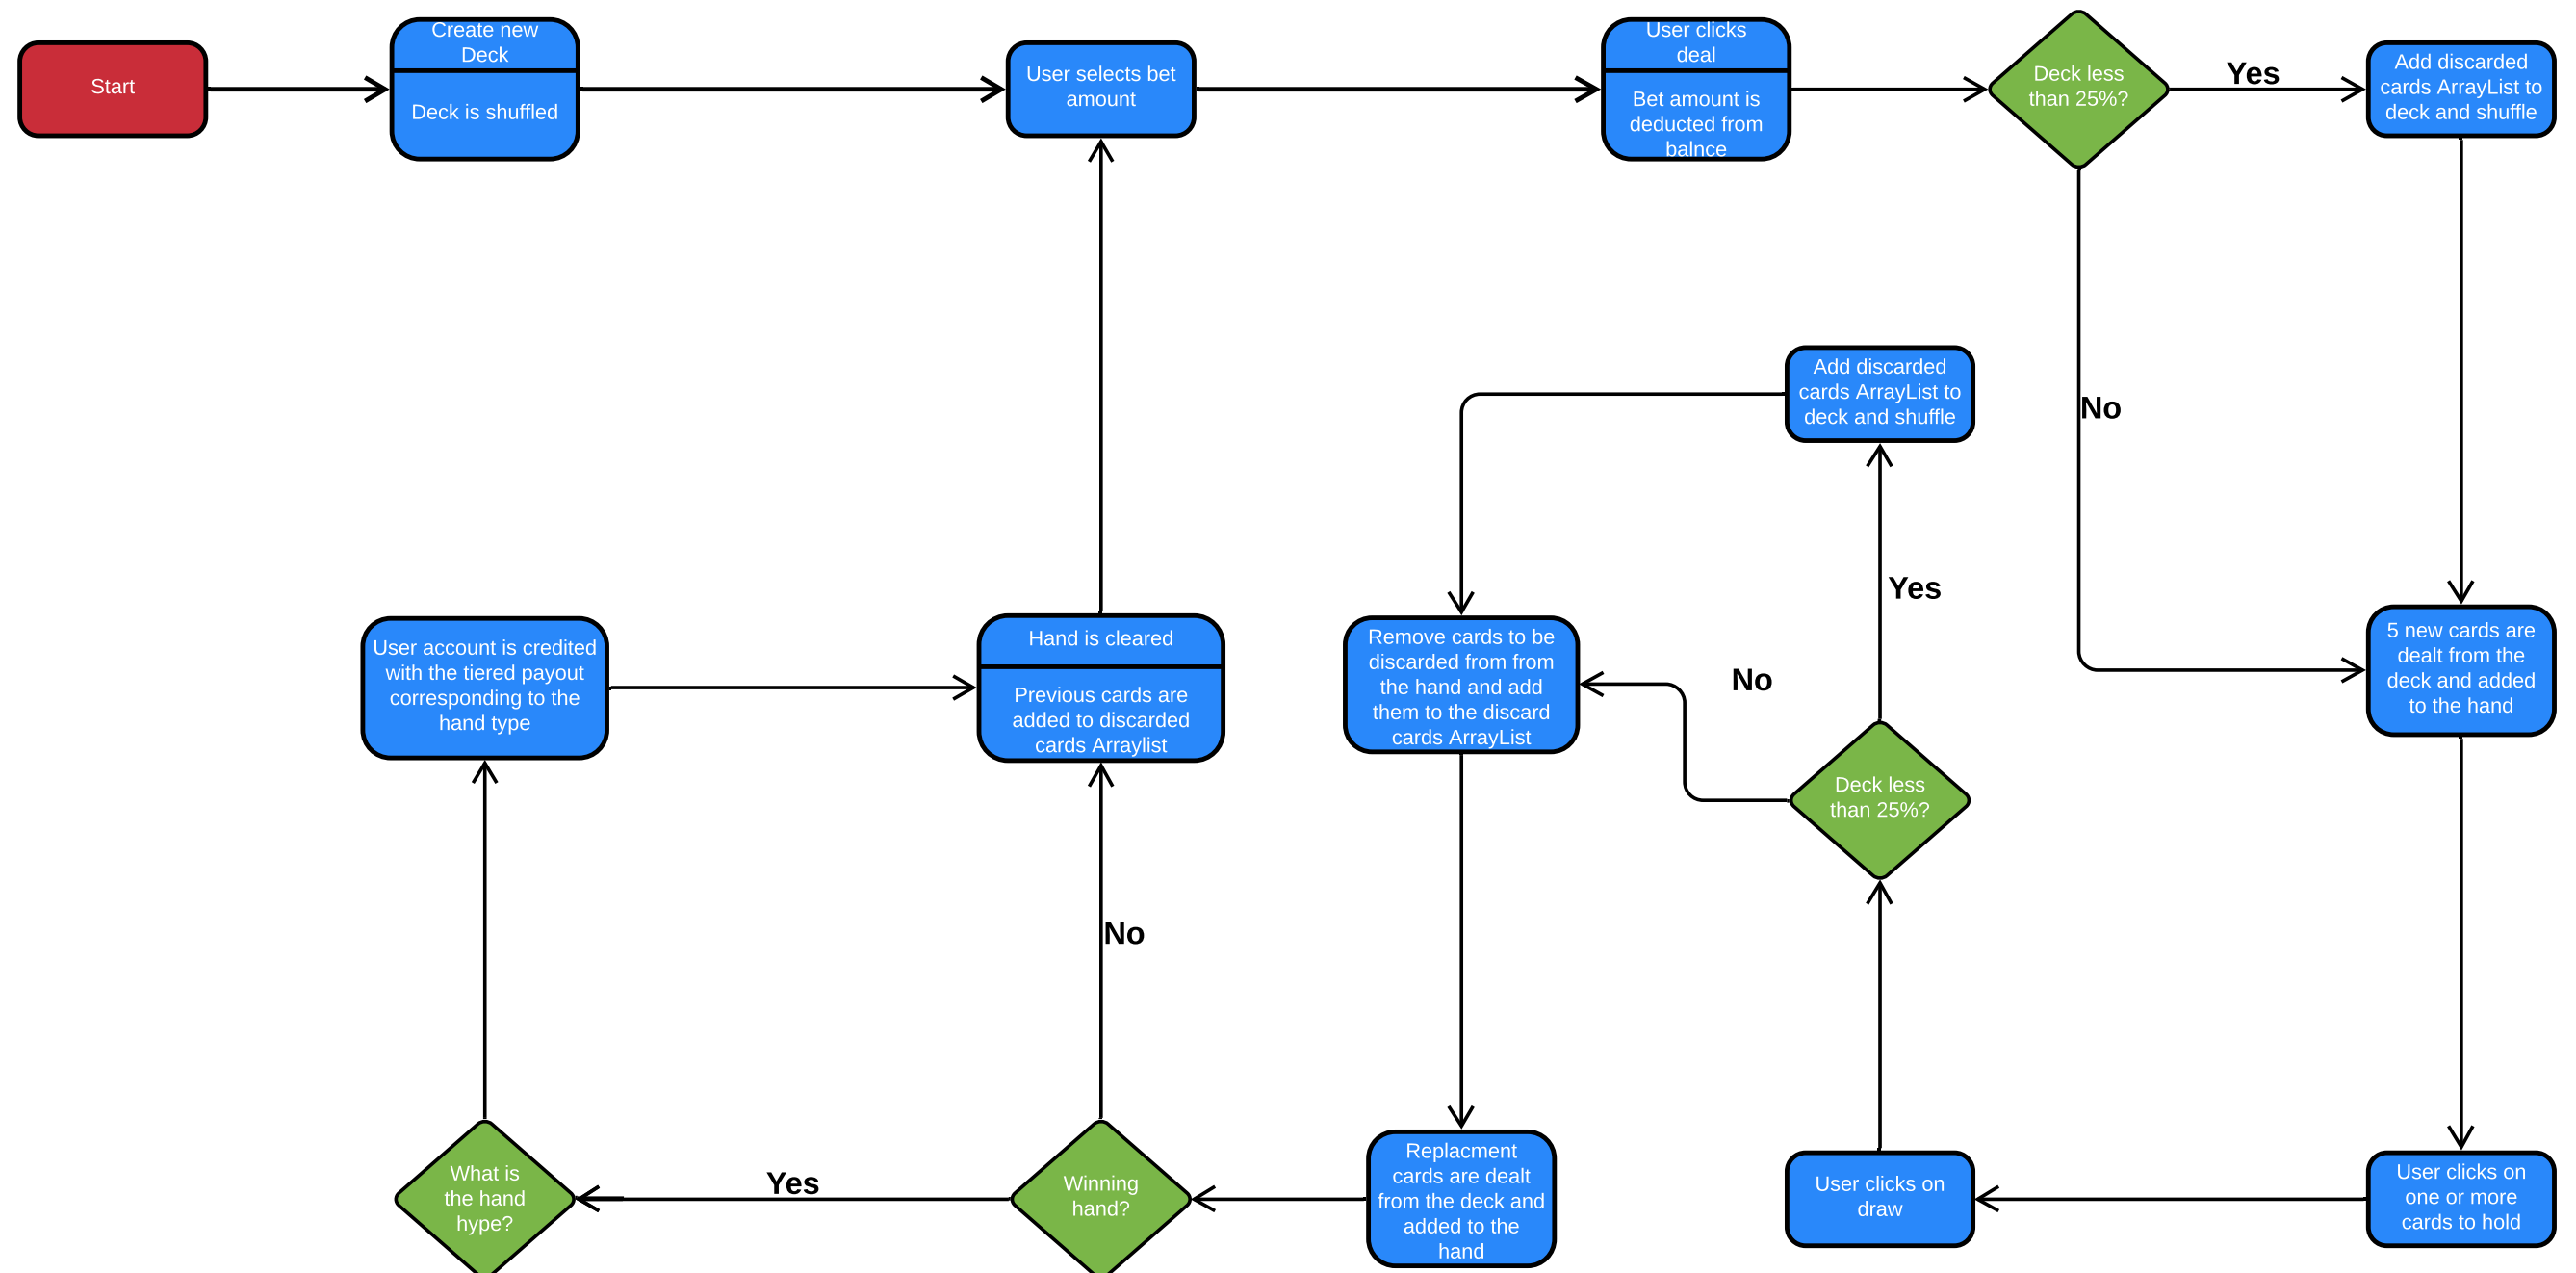 Start
Create new
Deck
Deck is shuffled
User selects bet
amount
User clicks
deal
Bet amount is
deducted from
balnce
Deck less
than 25%?
Yes
Add discarded
cards ArrayList to
deck and shuffle
No
Add discarded
cards ArrayList to
deck and shuffle
Yes
5 new cards are
dealt from the
deck and added
to the hand
User account is credited
with the tiered payout
corresponding to the
hand type
Hand is cleared
Previous cards are
added to discarded
cards Arraylist
Remove cards to be
discarded from from
the hand and add
them to the discard
cards ArrayList
No
Deck less
than 25%?
No
What is
the hand
hype?
Yes
Winning
hand?
Replacment
cards are dealt
from the deck and
added to the
hand
User clicks on
draw
User clicks on
one or more
cards to hold